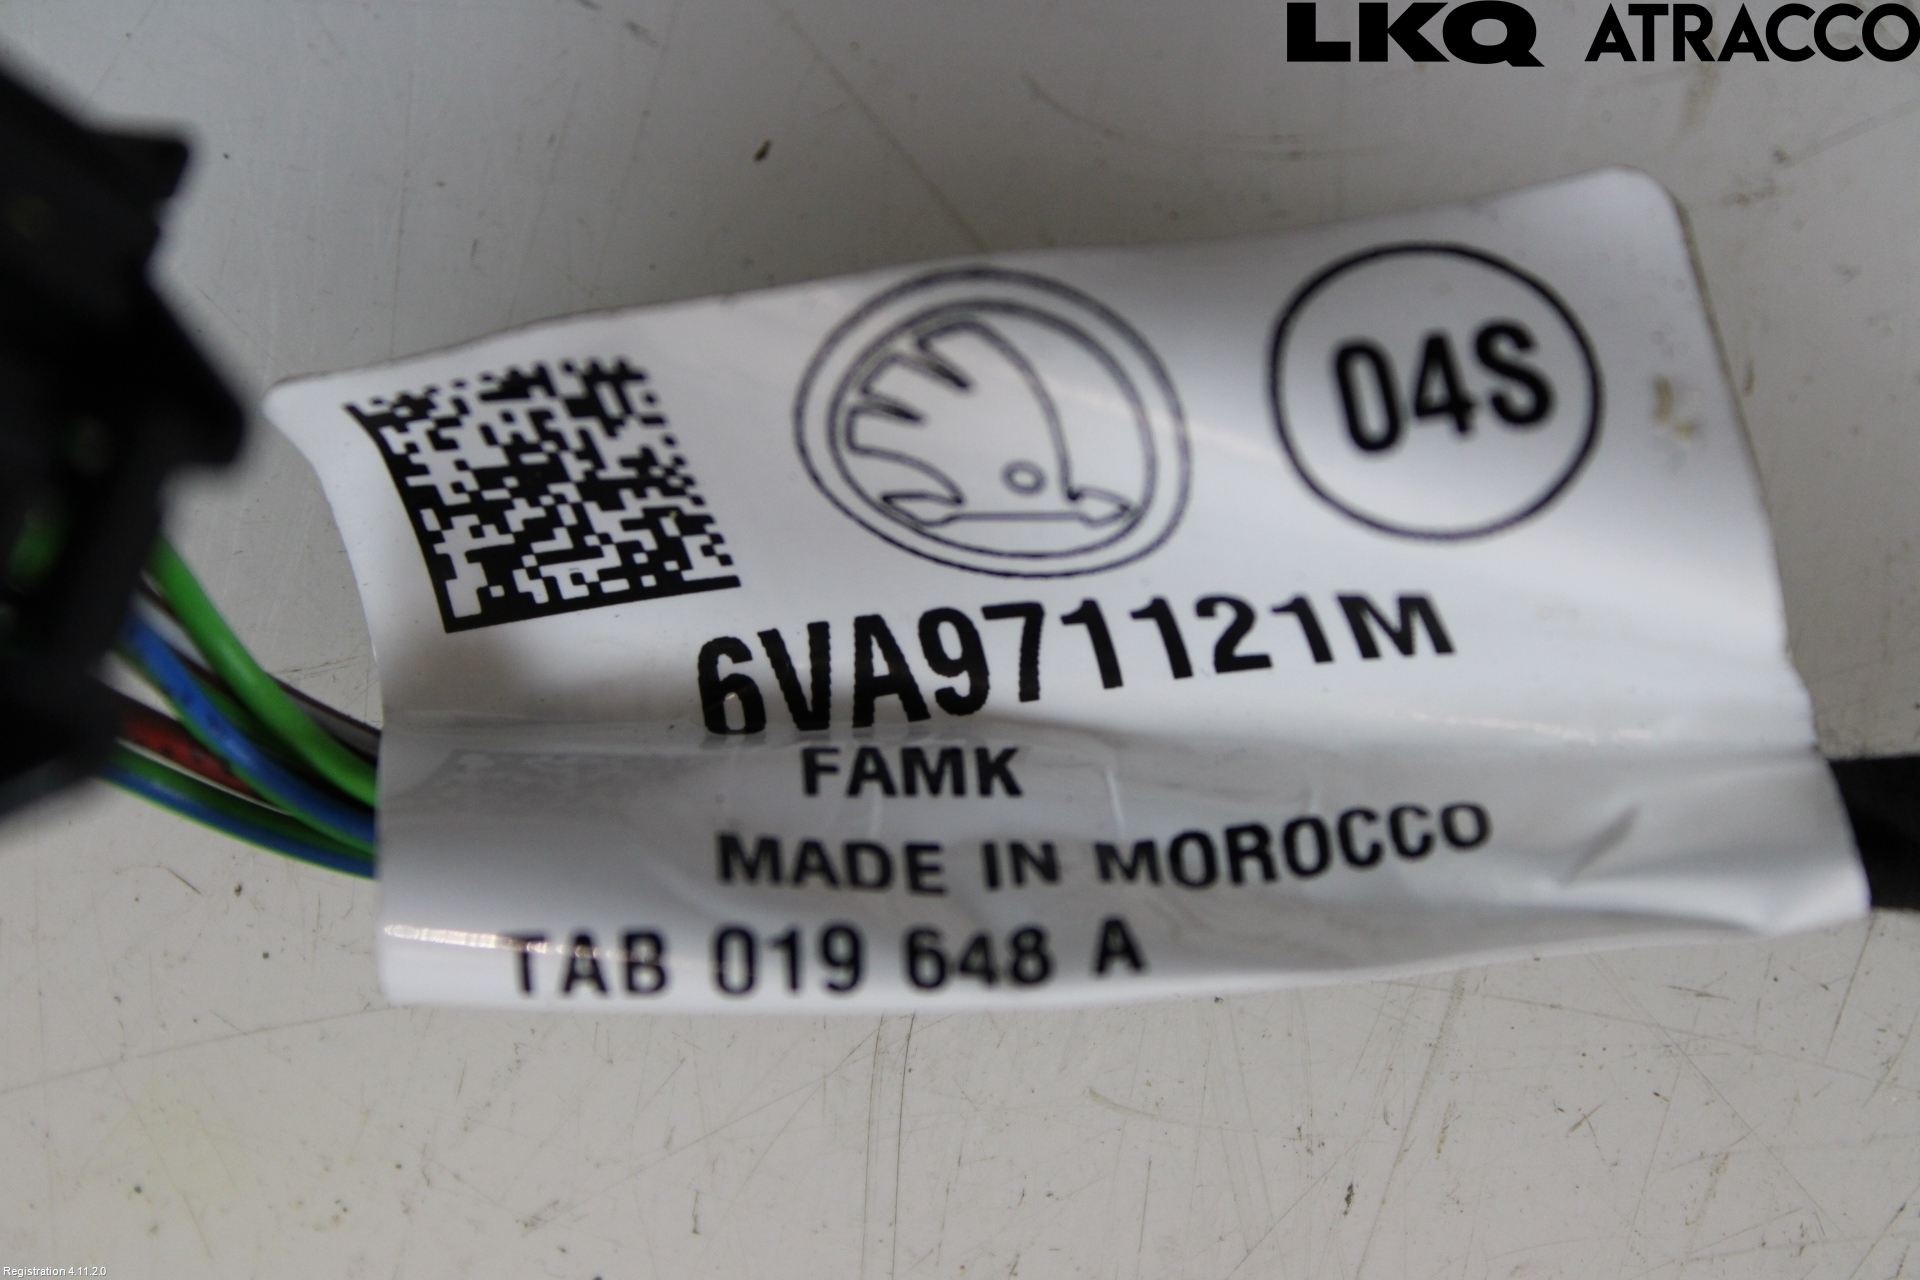 LKQ ATRACCO
04S
6VA971121M
FAMK
MADE IN MOROCCO
TAB 019 648 A
Registration 4.11.2.0